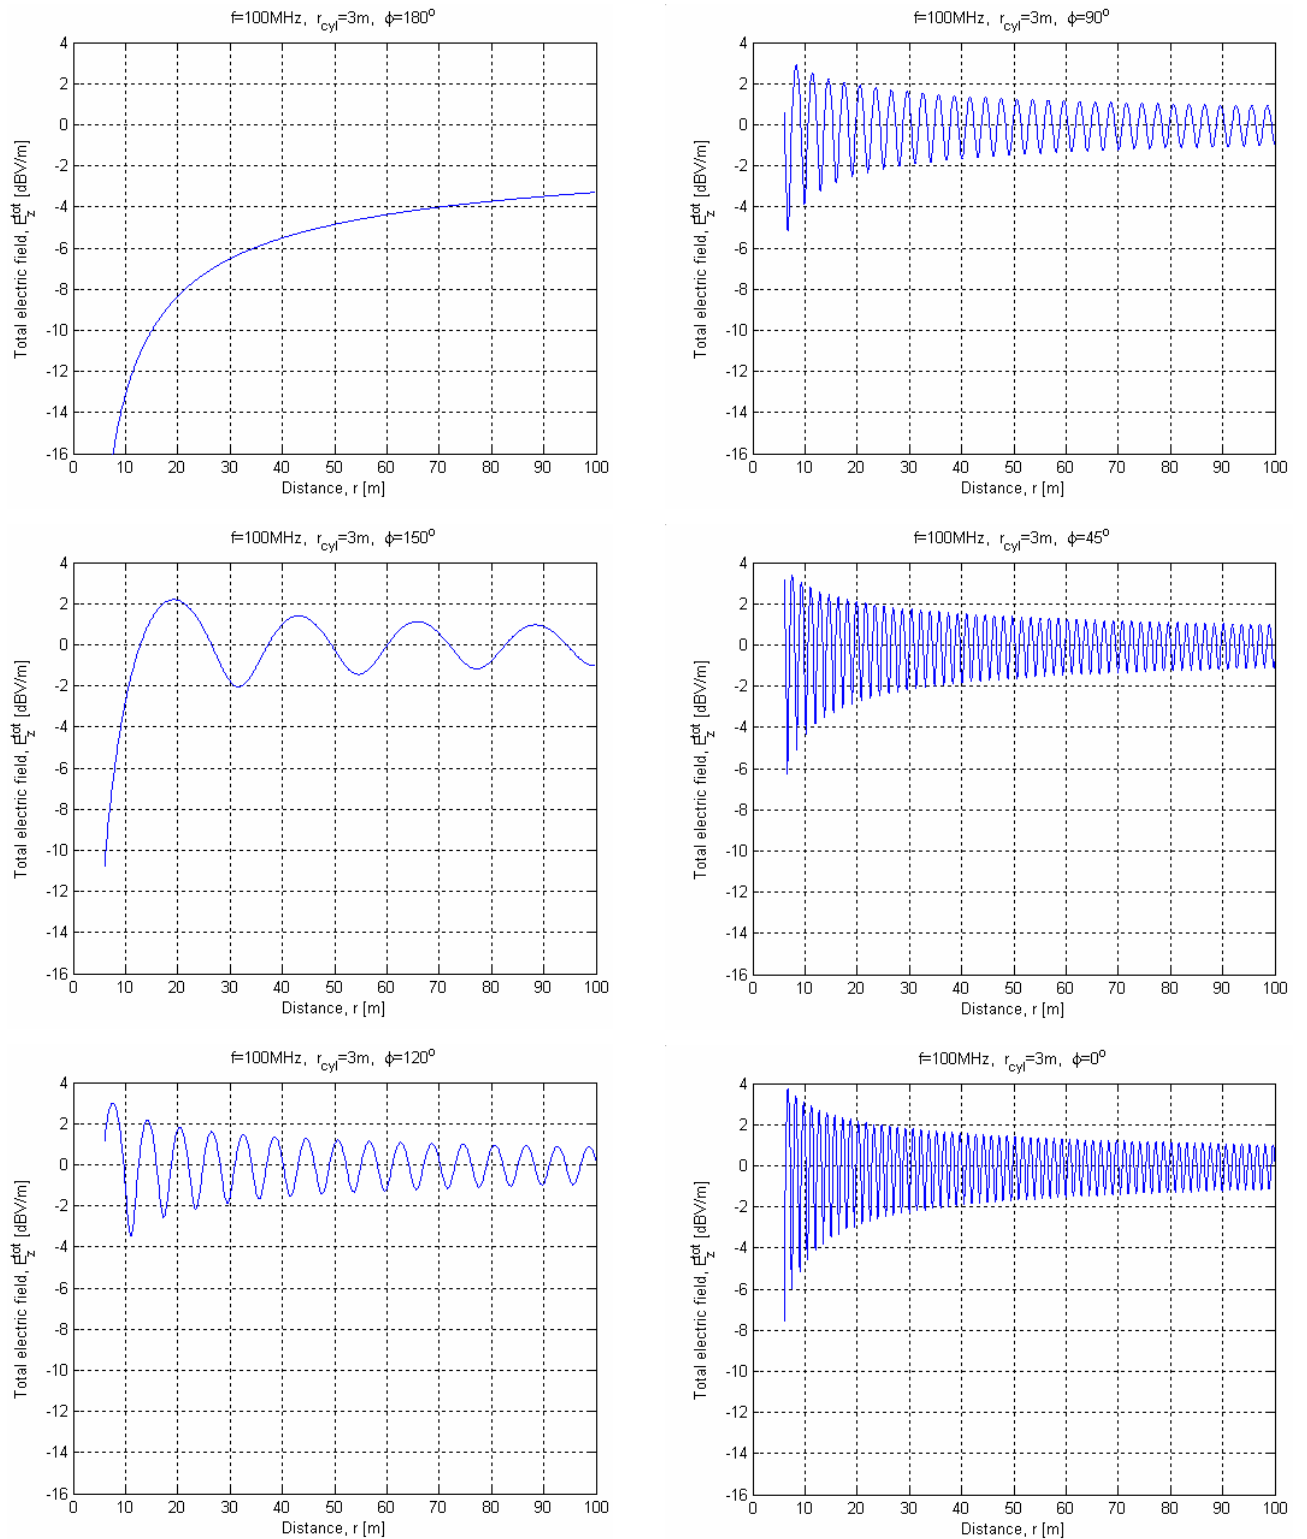 f=100MHz, r_cyl=3m, ϕ=180º
Total electric field, E_z^tot [dBV/m]
4
2
0
-2
-4
-6
-8
-10
-12
-14
-16
0 10 20 30 40 50 60 70 80 90 100
Distance, r [m]
f=100MHz, r_cyl=3m, ϕ=90º
Total electric field, E_z^tot [dBV/m]
4
2
0
-2
-4
-6
-8
-10
-12
-14
-16
0 10 20 30 40 50 60 70 80 90 100
Distance, r [m]
f=100MHz, r_cyl=3m, ϕ=150º
Total electric field, E_z^tot [dBV/m]
4
2
0
-2
-4
-6
-8
-10
-12
-14
-16
0 10 20 30 40 50 60 70 80 90 100
Distance, r [m]
f=100MHz, r_cyl=3m, ϕ=45º
Total electric field, E_z^tot [dBV/m]
4
2
0
-2
-4
-6
-8
-10
-12
-14
-16
0 10 20 30 40 50 60 70 80 90 100
Distance, r [m]
f=100MHz, r_cyl=3m, ϕ=120º
Total electric field, E_z^tot [dBV/m]
4
2
0
-2
-4
-6
-8
-10
-12
-14
-16
0 10 20 30 40 50 60 70 80 90 100
Distance, r [m]
f=100MHz, r_cyl=3m, ϕ=0º
Total electric field, E_z^tot [dBV/m]
4
2
0
-2
-4
-6
-8
-10
-12
-14
-16
0 10 20 30 40 50 60 70 80 90 100
Distance, r [m]